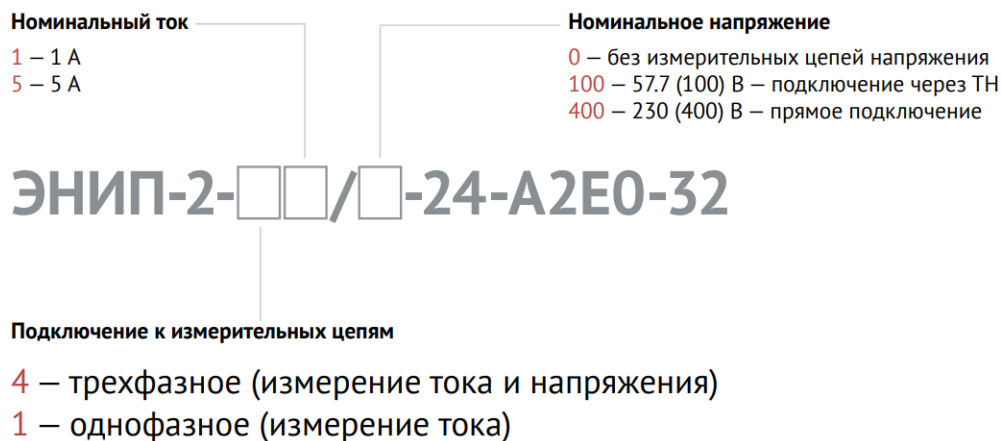 Номинальный ток
1 — 1 А
5 — 5 А
Номинальное напряжение
0 — без измерительных цепей напряжения
100 — 57.7 (100) В — подключение через ТН
400 — 230 (400) В — прямое подключение
ЭНИП-2-□□/□-24-А2Е0-32
Подключение к измерительных цепям
4 — трехфазное (измерение тока и напряжения)
1 — однофазное (измерение тока)